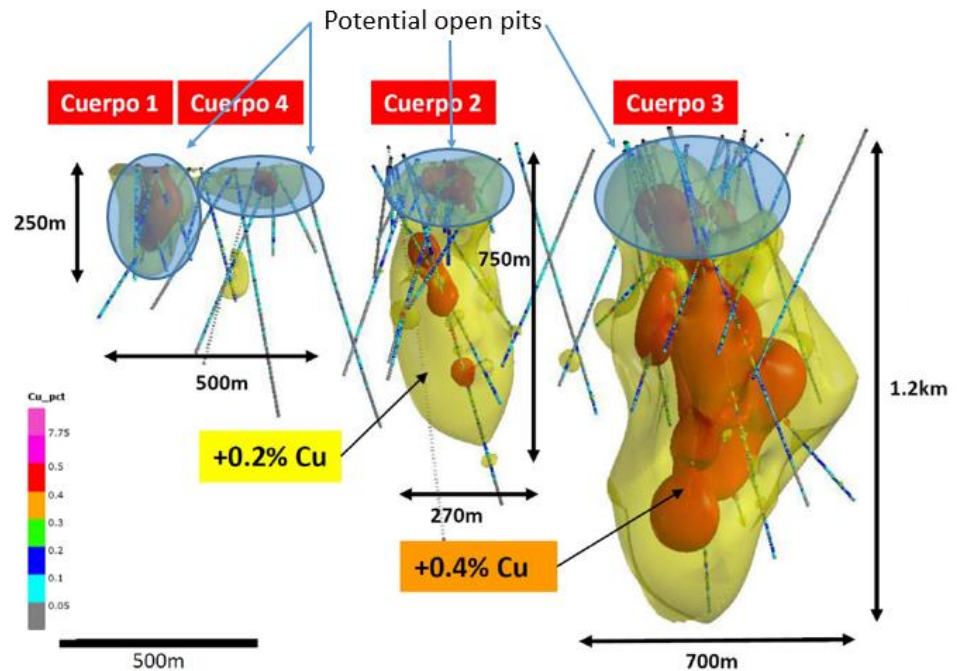 Potential open pits
Cuerpo 1
Cuerpo 4
Cuerpo 2
Cuerpo 3
250m
750m
500m
1.2km
Cu_pct
7.75
0.5
0.4
0.3
0.2
0.1
0.05
+0.2% Cu
270m
+0.4% Cu
500m
700m